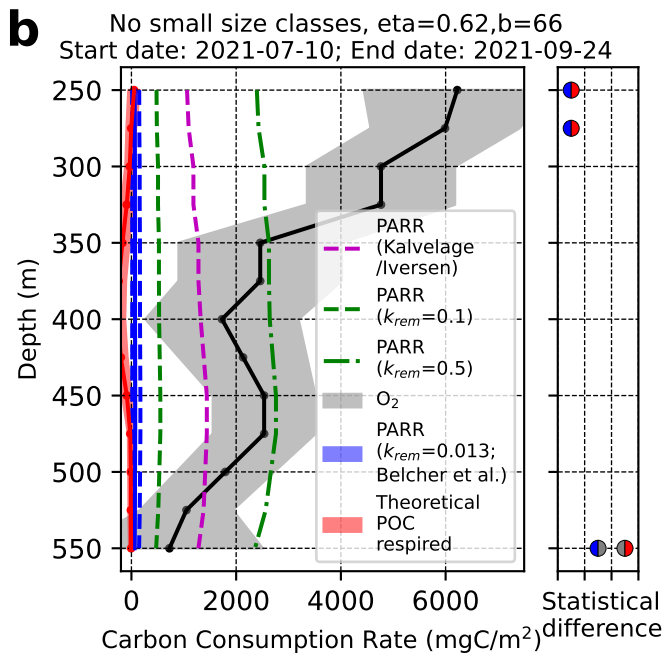 b
No small size classes, eta=0.62,b=66
Start date: 2021-07-10; End date: 2021-09-24
250
300
350
400
450
500
550
Depth (m)
PARR
(Kalvelage
/Iversen)
PARR
(k_rem=0.1)
PARR
(k_rem=0.5)
O₂
PARR
(k_rem=0.013;
Belcher et al.)
Theoretical
POC
respired
0 2000 4000 6000
Carbon Consumption Rate (mgC/m²)
Statistical
difference